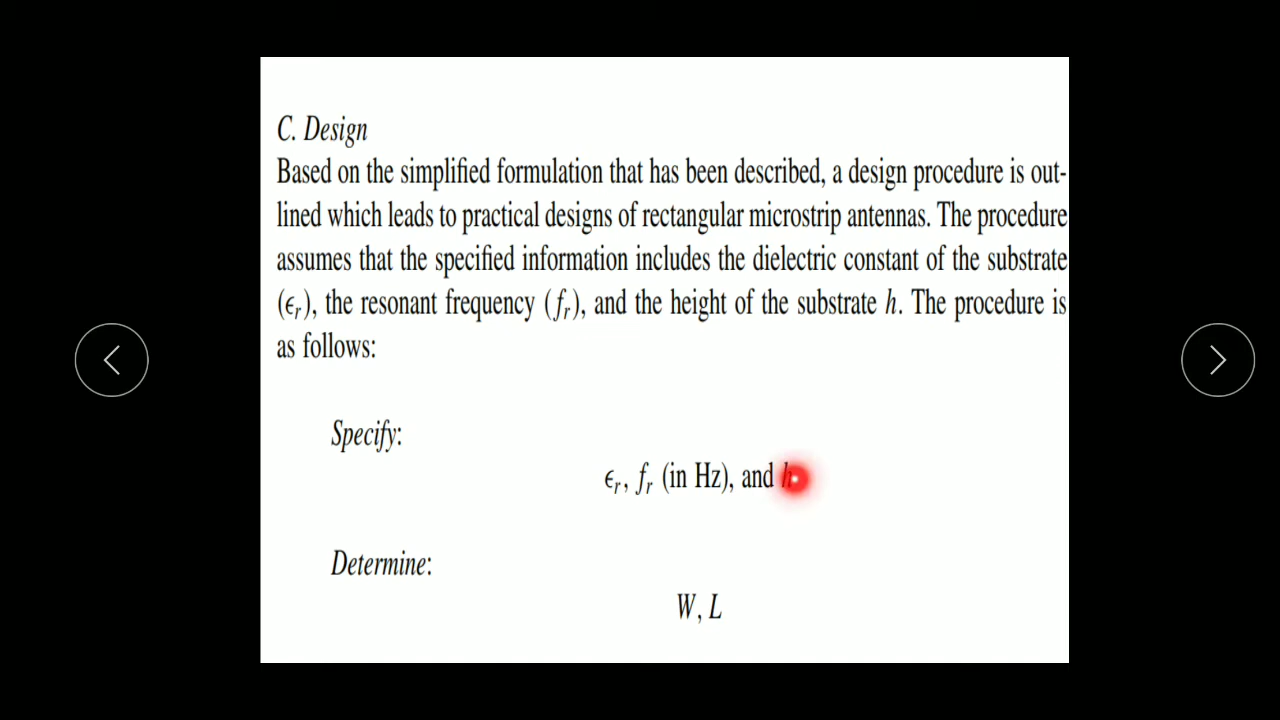 C. Design
Based on the simplified formulation that has been described, a design procedure is out-
lined which leads to practical designs of rectangular microstrip antennas. The procedure
assumes that the specified information includes the dielectric constant of the substrate
(ϵᵣ), the resonant frequency (fᵣ), and the height of the substrate h. The procedure is
as follows:
Specify:
ϵᵣ, fᵣ (in Hz), and h
Determine:
W, L